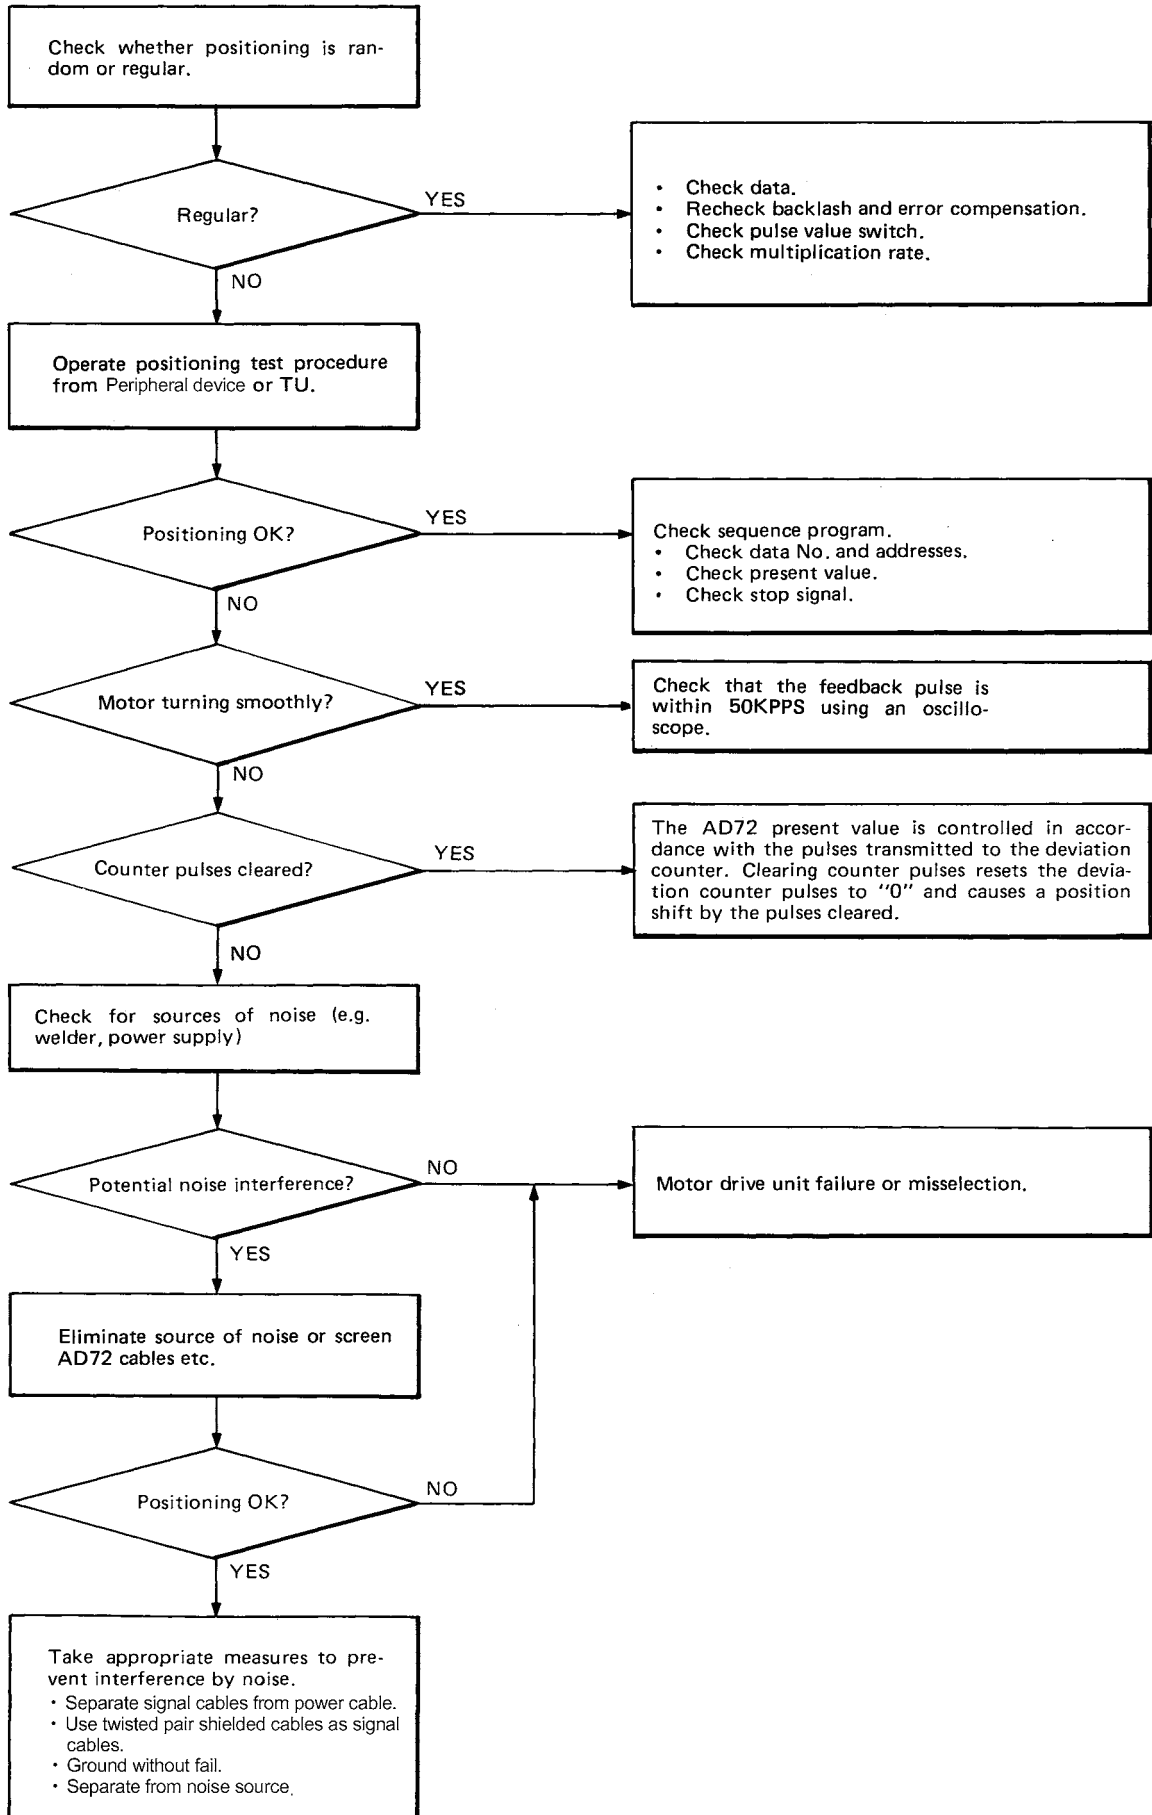 Check whether positioning is ran-
dom or regular.
Regular?
YES
• Check data.
• Recheck backlash and error compensation.
• Check pulse value switch.
• Check multiplication rate.
NO
Operate positioning test procedure
from Peripheral device or TU.
Positioning OK?
YES
Check sequence program.
• Check data No. and addresses.
• Check present value.
• Check stop signal.
NO
Motor turning smoothly?
YES
Check that the feedback pulse is
within 50KPPS using an oscillo-
scope.
NO
Counter pulses cleared?
YES
The AD72 present value is controlled in accor-
dance with the pulses transmitted to the deviation
counter. Clearing counter pulses resets the devia-
tion counter pulses to "0" and causes a position
shift by the pulses cleared.
NO
Check for sources of noise (e.g.
welder, power supply)
Potential noise interference?
NO
Motor drive unit failure or misselection.
YES
Eliminate source of noise or screen
AD72 cables etc.
Positioning OK?
NO
YES
Take appropriate measures to pre-
vent interference by noise.
• Separate signal cables from power cable.
• Use twisted pair shielded cables as signal
cables.
• Ground without fail.
• Separate from noise source.